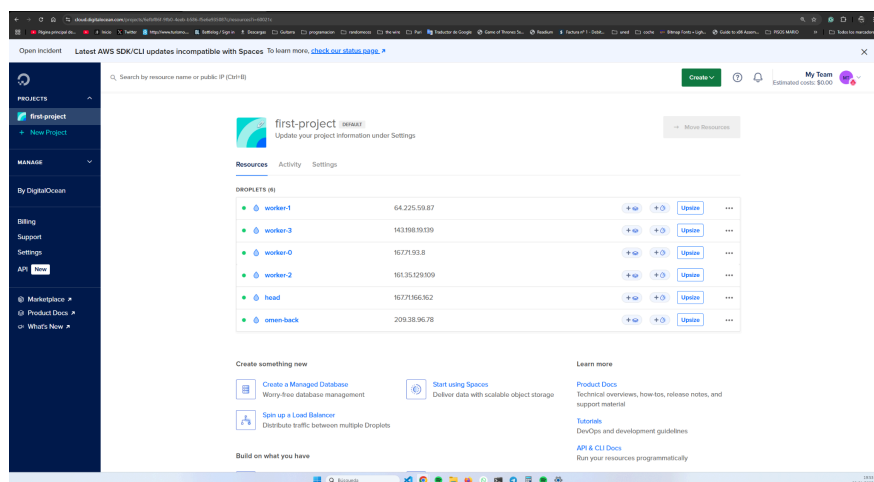 cloud.digitalocean.com/projects/
Open incident Latest AWS SDK/CLI updates incompatible with Spaces To learn more, check our status page.
Search by resource name or public IP (Ctrl+B)
Create
My Team
Estimated costs: $0.00
PROJECTS
first-project
+ New Project
MANAGE
By DigitalOcean
Billing
Support
Settings
API New
Marketplace
Product Docs
What's New
first-project DEFAULT
Update your project information under Settings
Move Resources
Resources Activity Settings
DROPLETS (6)
worker-1 64.225.59.87 Upsize
worker-3 143.198.19.139 Upsize
worker-0 167.71.93.8 Upsize
worker-2 161.35.129.109 Upsize
head 167.71.166.162 Upsize
omen-back 209.38.96.78 Upsize
Create something new
Create a Managed Database
Worry-free database management
Start using Spaces
Deliver data with scalable object storage
Spin up a Load Balancer
Distribute traffic between multiple Droplets
Build on what you have
Learn more
Product Docs
Technical overviews, how-tos, release notes, and
support material
Tutorials
DevOps and development guidelines
API & CLI Docs
Run your resources programmatically
Búsqueda